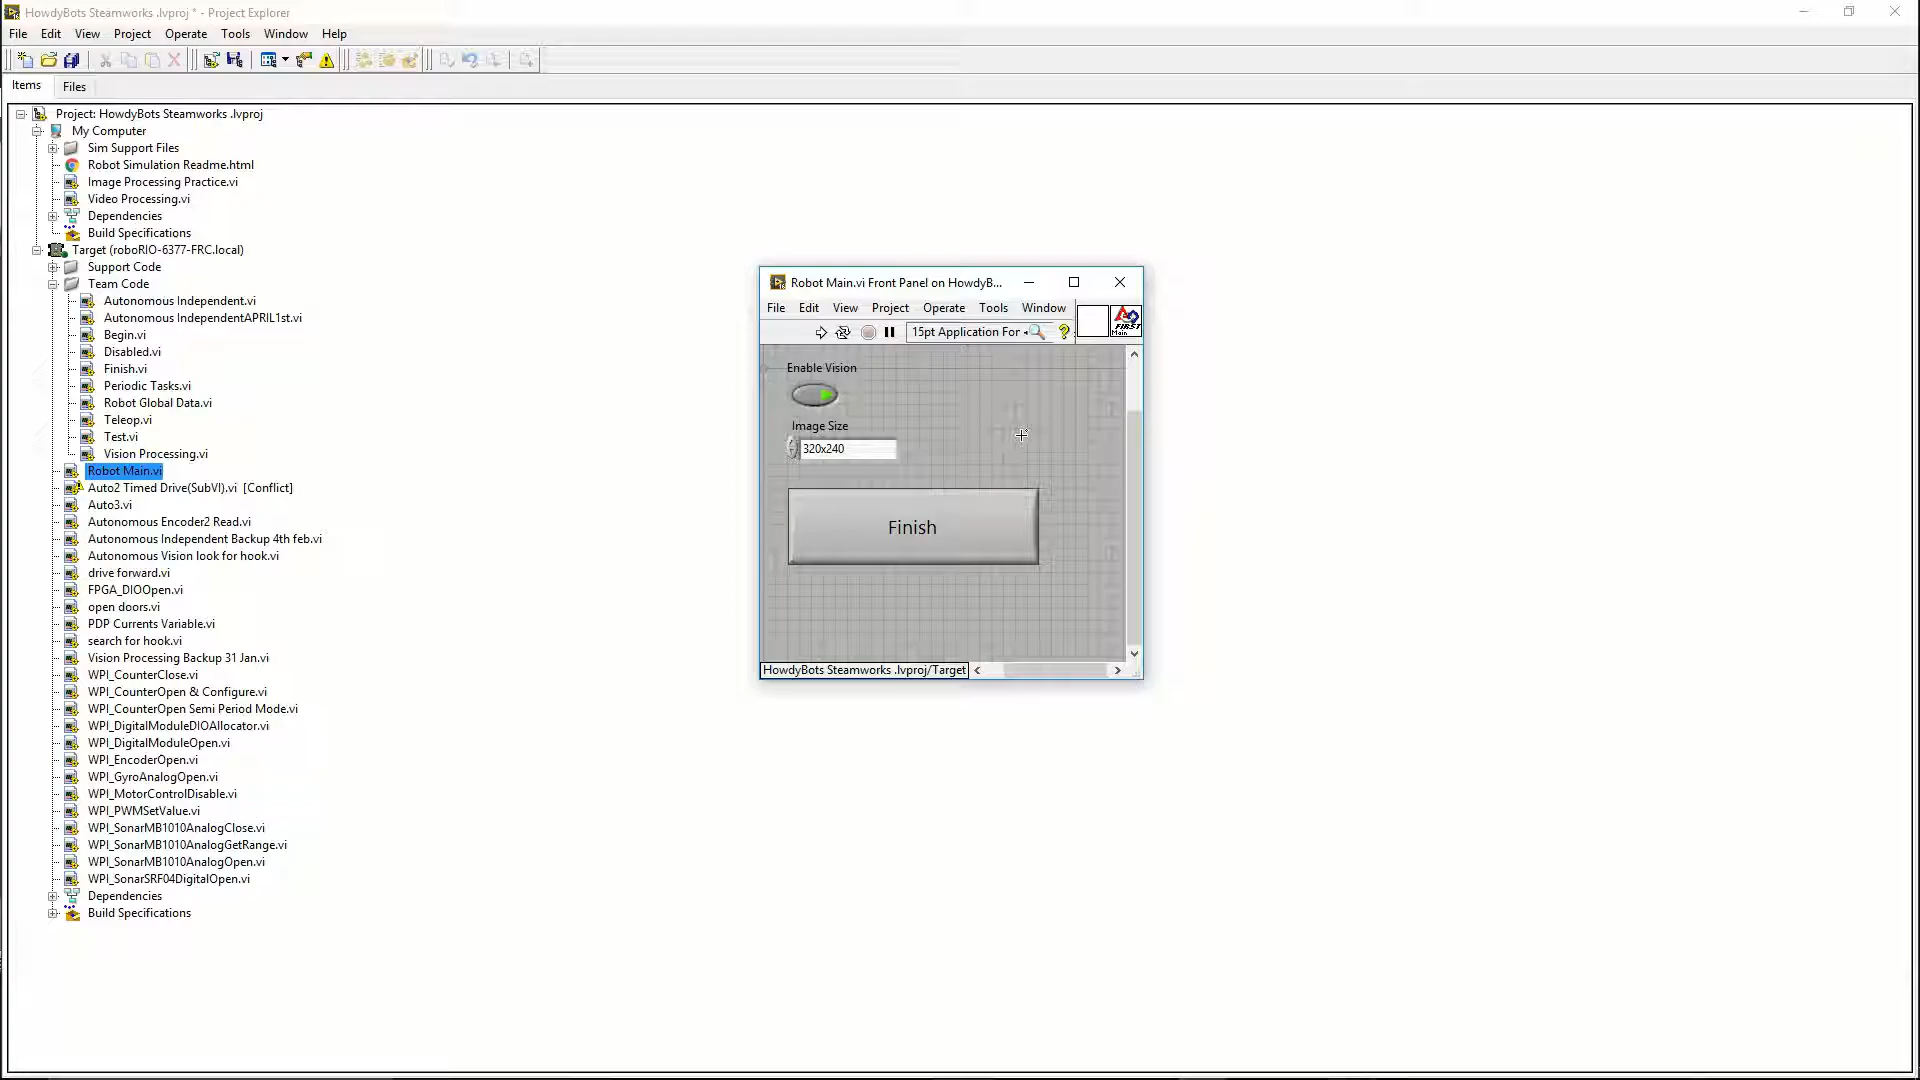 HowdyBots Steamworks .lvproj * - Project Explorer
File Edit View Project Operate Tools Window Help
Items Files
Project: HowdyBots Steamworks .lvproj
My Computer
Sim Support Files
Robot Simulation Readme.html
Image Processing Practice.vi
Video Processing.vi
Dependencies
Build Specifications
Target (roboRIO-6377-FRC.local)
Support Code
Team Code
Autonomous Independent.vi
Autonomous IndependentAPRIL1st.vi
Begin.vi
Disabled.vi
Finish.vi
Periodic Tasks.vi
Robot Global Data.vi
Teleop.vi
Test.vi
Vision Processing.vi
Robot Main.vi
Auto2 Timed Drive(SubVI).vi [Conflict]
Auto3.vi
Autonomous Encoder2 Read.vi
Autonomous Independent Backup 4th feb.vi
Autonomous Vision look for hook.vi
drive forward.vi
FPGA_DIOOpen.vi
open doors.vi
PDP Currents Variable.vi
search for hook.vi
Vision Processing Backup 31 Jan.vi
WPI_CounterClose.vi
WPI_CounterOpen & Configure.vi
WPI_CounterOpen Semi Period Mode.vi
WPI_DigitalModuleDIOAllocator.vi
WPI_DigitalModuleOpen.vi
WPI_EncoderOpen.vi
WPI_GyroAnalogOpen.vi
WPI_MotorControlDisable.vi
WPI_PWMSetValue.vi
WPI_SonarMB1010AnalogClose.vi
WPI_SonarMB1010AnalogGetRange.vi
WPI_SonarMB1010AnalogOpen.vi
WPI_SonarSRF04DigitalOpen.vi
Dependencies
Build Specifications
Robot Main.vi Front Panel on HowdyB...
File Edit View Project Operate Tools Window
15pt Application For
FIRST
Main
Enable Vision
Image Size
320x240
Finish
HowdyBots Steamworks .lvproj/Target